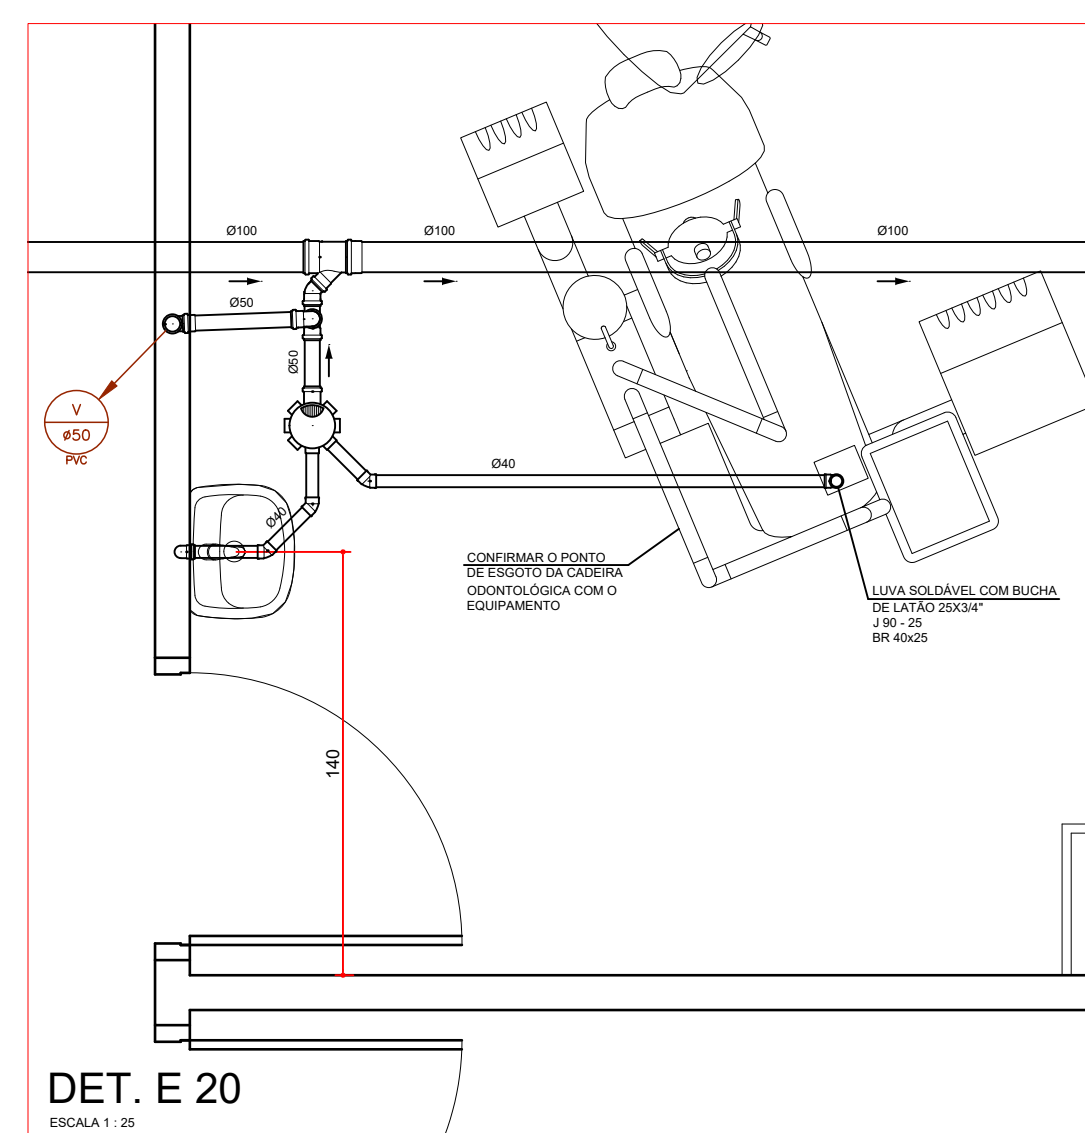 Ø100
Ø100
Ø100
Ø50
Ø50
V
ø50
PVC
Ø40
Ø40
CONFIRMAR O PONTO
DE ESGOTO DA CADEIRA
ODONTOLÓGICA COM O
EQUIPAMENTO
LUVA SOLDÁVEL COM BUCHA
DE LATÃO 25X3/4"
J 90 - 25
BR 40x25
140
DET. E 20
ESCALA 1 : 25